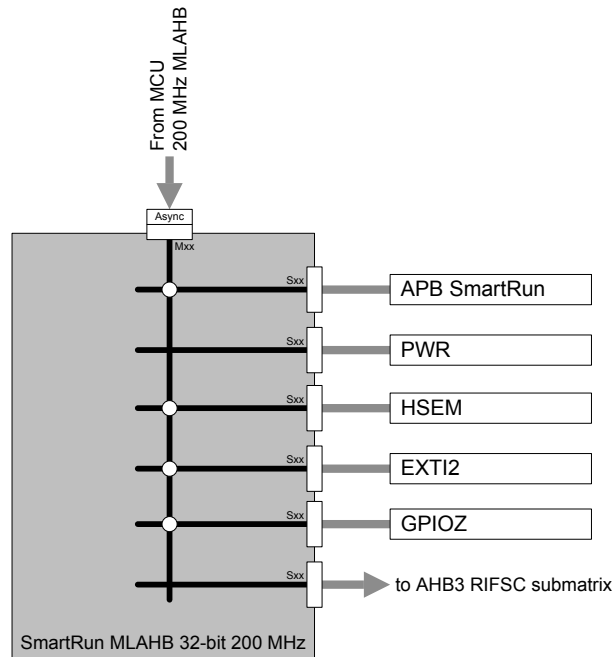 From MCU
200 MHz MLAHB
Async
Mxx
Sxx
APB SmartRun
Sxx
PWR
Sxx
HSEM
Sxx
EXTI2
Sxx
GPIOZ
Sxx
to AHB3 RIFSC submatrix
SmartRun MLAHB 32-bit 200 MHz